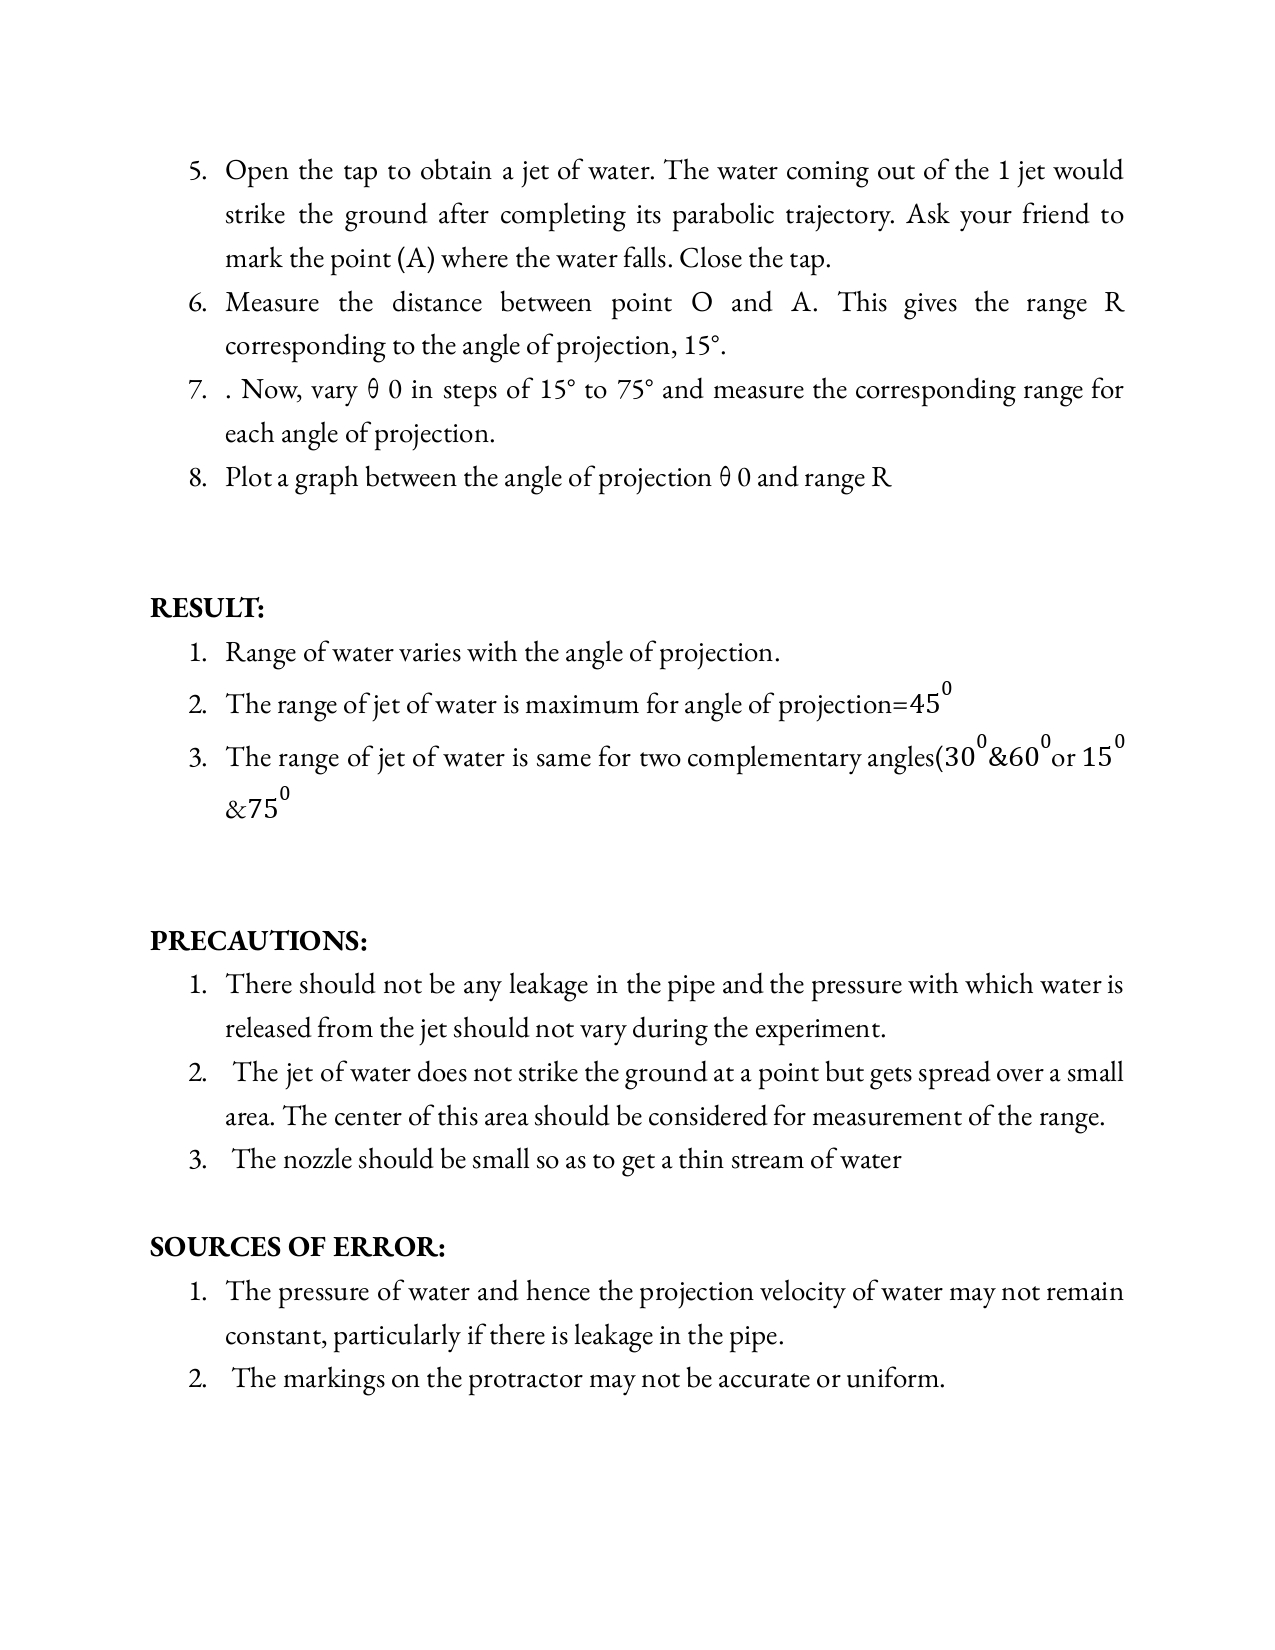 5. Open the tap to obtain a jet of water. The water coming out of the 1 jet would
strike the ground after completing its parabolic trajectory. Ask your friend to
mark the point (A) where the water falls. Close the tap.
6. Measure the distance between point O and A. This gives the range R
corresponding to the angle of projection, 15°.
7. . Now, vary θ 0 in steps of 15° to 75° and measure the corresponding range for
each angle of projection.
8. Plot a graph between the angle of projection θ 0 and range R
RESULT:
1. Range of water varies with the angle of projection.
2. The range of jet of water is maximum for angle of projection=45⁰
3. The range of jet of water is same for two complementary angles(30⁰&60⁰or 15⁰
&75⁰
PRECAUTIONS:
1. There should not be any leakage in the pipe and the pressure with which water is
released from the jet should not vary during the experiment.
2. The jet of water does not strike the ground at a point but gets spread over a small
area. The center of this area should be considered for measurement of the range.
3. The nozzle should be small so as to get a thin stream of water
SOURCES OF ERROR:
1. The pressure of water and hence the projection velocity of water may not remain
constant, particularly if there is leakage in the pipe.
2. The markings on the protractor may not be accurate or uniform.